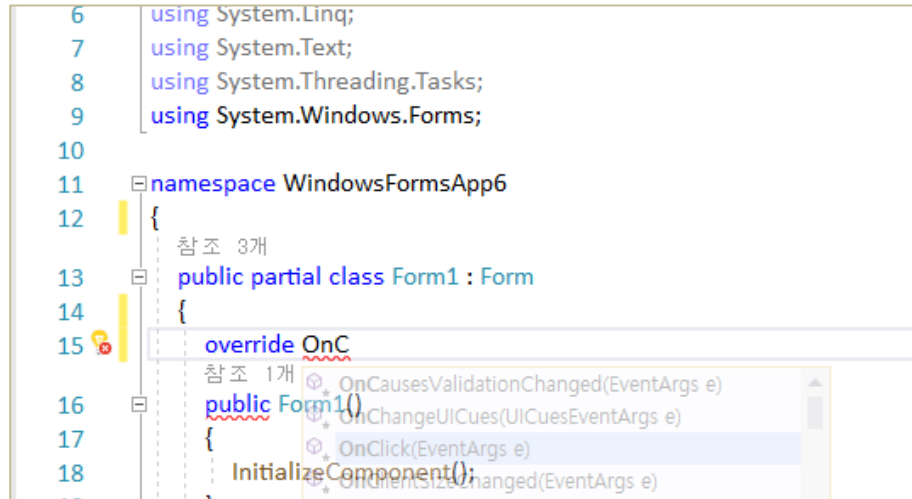 6 using System.Linq;
7 using System.Text;
8 using System.Threading.Tasks;
9 using System.Windows.Forms;
10
11 namespace WindowsFormsApp6
12 {
참조 3개
13 public partial class Form1 : Form
14 {
15 override OnC
참조 1개
OnCausesValidationChanged(EventArgs e)
16 public Form1()
OnChangeUICues(UICuesEventArgs e)
17 {
OnClick(EventArgs e)
18 InitializeComponent();
OnClientSizeChanged(EventArgs e)